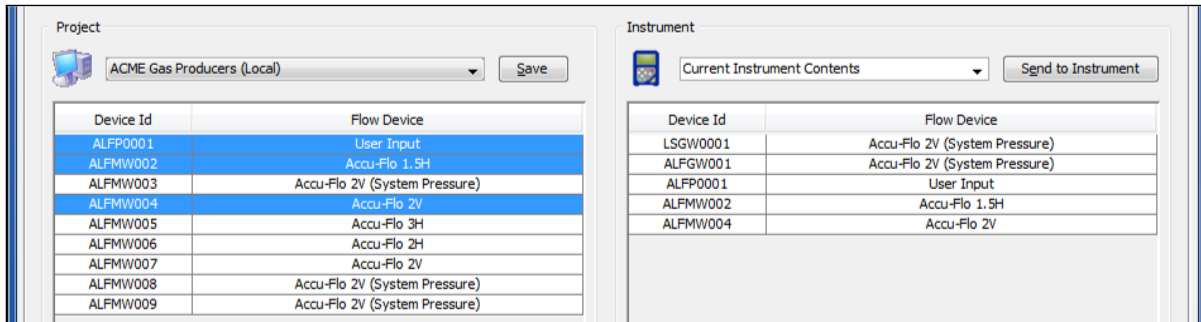 Project
ACME Gas Producers (Local)
Save
Device Id Flow Device
ALFP0001 User Input
ALFMW002 Accu-Flo 1.5H
ALFMW003 Accu-Flo 2V (System Pressure)
ALFMW004 Accu-Flo 2V
ALFMW005 Accu-Flo 3H
ALFMW006 Accu-Flo 2H
ALFMW007 Accu-Flo 2V
ALFMW008 Accu-Flo 2V (System Pressure)
ALFMW009 Accu-Flo 2V (System Pressure)
Instrument
Current Instrument Contents
Send to Instrument
Device Id Flow Device
LSGW0001 Accu-Flo 2V (System Pressure)
ALFGW001 Accu-Flo 2V (System Pressure)
ALFP0001 User Input
ALFMW002 Accu-Flo 1.5H
ALFMW004 Accu-Flo 2V